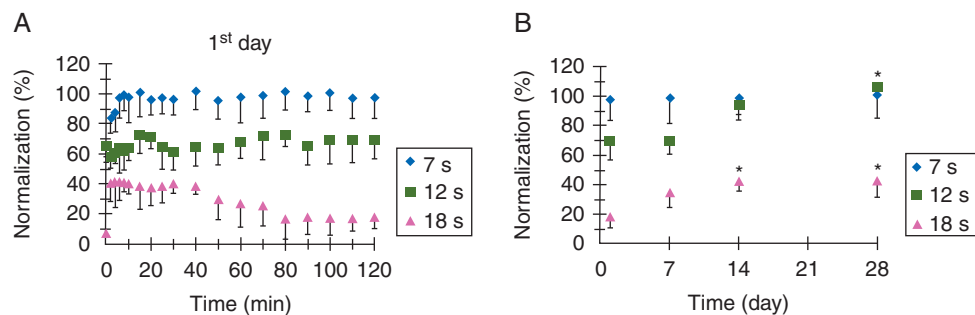 A
1st day
Normalization (%)
120
100
80
60
40
20
0
0 20 40 60 80 100 120
Time (min)
7 s
12 s
18 s
B
Normalization (%)
120
100
80
60
40
20
0
*
*
*
0 7 14 21 28
Time (day)
7 s
12 s
18 s